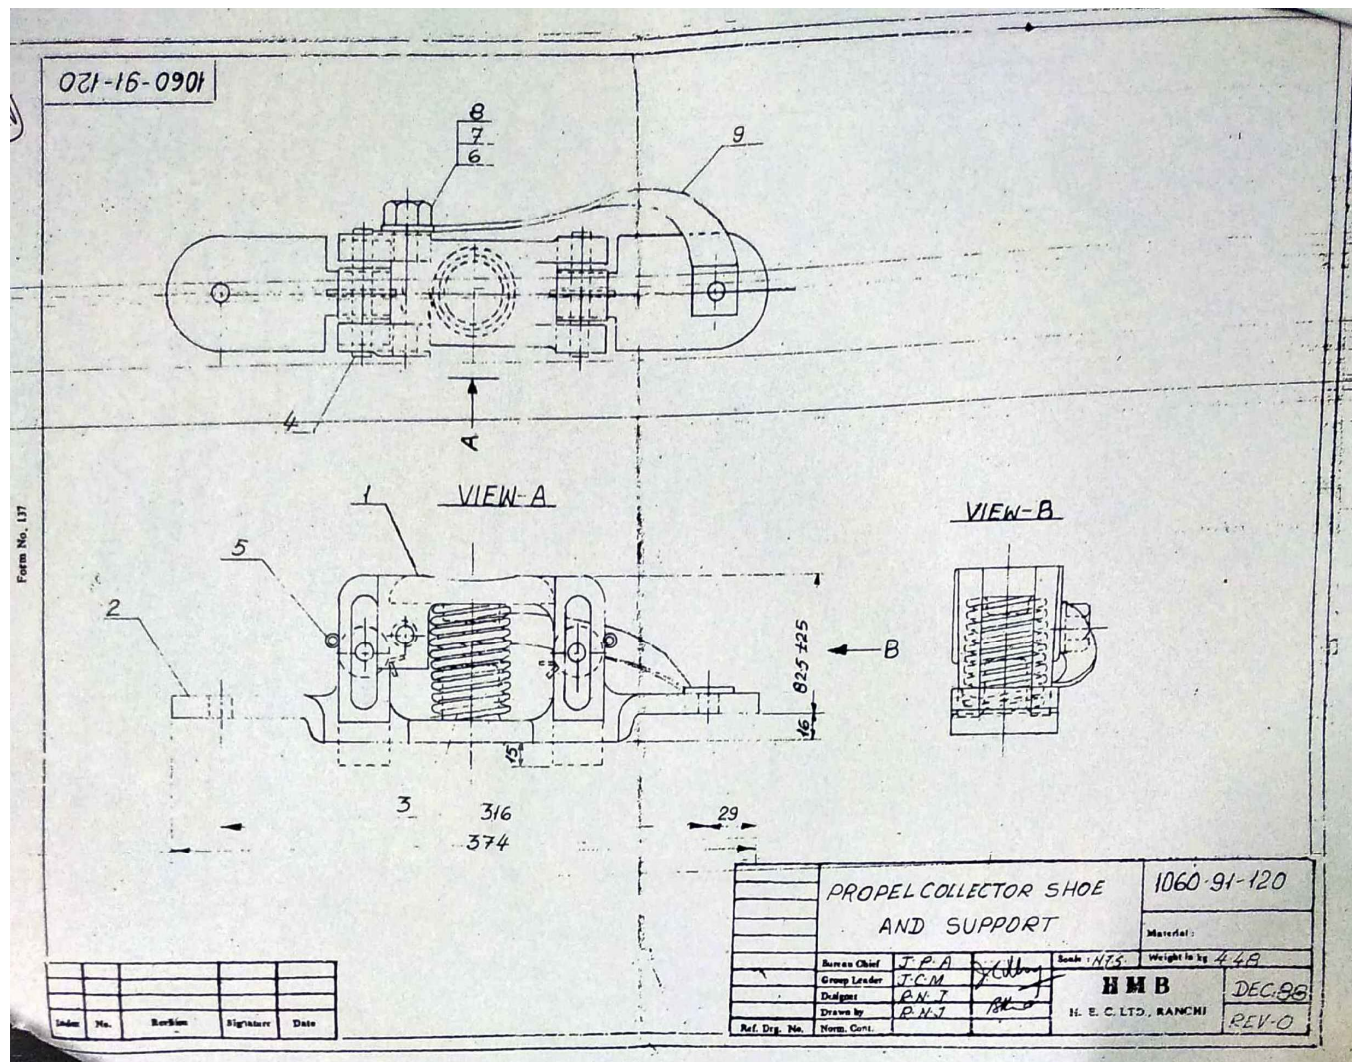 1060-91-120
8
7
6
9
4
A
Form No. 137
VIEW-A
VIEW-B
1
5
2
825±25
B
16
15
3
316
29
374
PROPEL COLLECTOR SHOE
AND SUPPORT
1060-91-120
Material :
Bureau Chief J.P.A
Scale : N.T.S.
Weight in kg 4.48
Group Leader J.C.M
HMB
DEC.88
Designer R.N.J
Drawn by R.N.J
H. E. C. LTD., RANCHI
REV-0
Ref. Drg. No. Norm. Cont.
Index No. Revision Signature Date